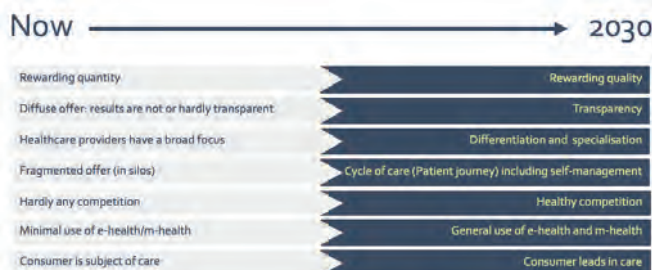 Now 2030
Rewarding quantity Rewarding quality
Diffuse offer: results are not or hardly transparent Transparency
Healthcare providers have a broad focus Differentiation and specialisation
Fragmented offer (in silos) Cycle of care (Patient journey) including self-management
Hardly any competition Healthy competition
Minimal use of e-health/m-health General use of e-health and m-health
Consumer is subject of care Consumer leads in care